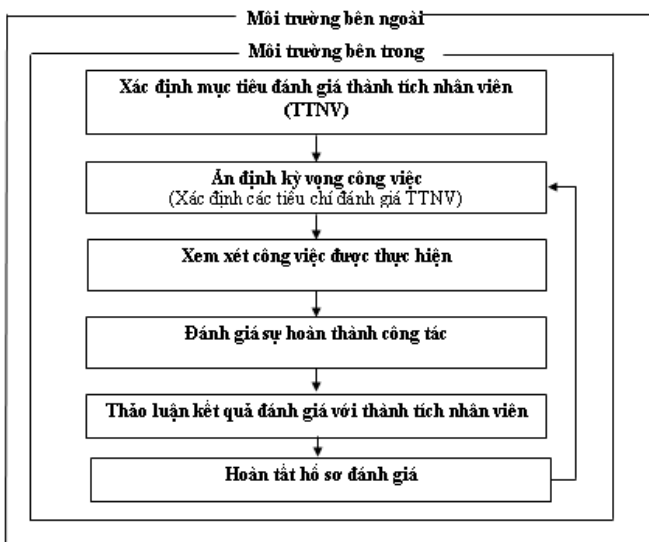 Môi trường bên ngoài
Môi trường bên trong
Xác định mục tiêu đánh giá thành tích nhân viên
(TTNV)
Ấn định kỳ vọng công việc
(Xác định các tiêu chí đánh giá TTNV)
Xem xét công việc được thực hiện
Đánh giá sự hoàn thành công tác
Thảo luận kết quả đánh giá với thành tích nhân viên
Hoàn tất hồ sơ đánh giá